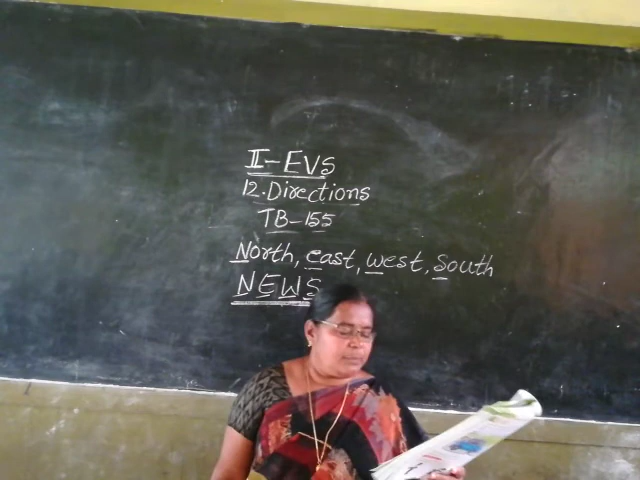 II-EVS
12. Directions
TB-155
North, east, west, south
NEWS